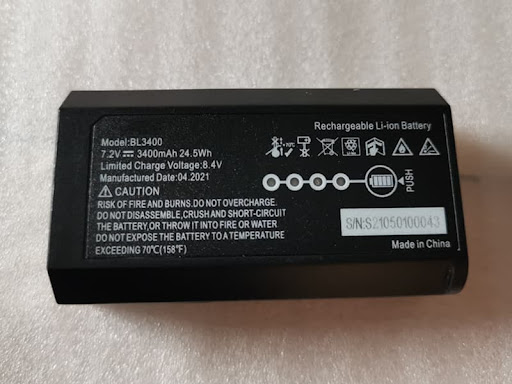 Model:BL3400
7.2V⎓ 3400mAh 24.5Wh
Limited Charge Voltage:8.4V
Manufactured Date:04.2021
⚠ CAUTION
RISK OF FIRE AND BURNS.DO NOT OVERCHARGE.
DO NOT DISASSEMBLE,CRUSH AND SHORT-CIRCUIT
THE BATTERY,OR THROW IT INTO FIRE OR WATER
DO NOT EXPOSE THE BATTERY TO A TEMPERATURE
EXCEEDING 70℃(158°F)
Rechargeable Li-ion Battery
PUSH
S/N:S21050100043
Made in China